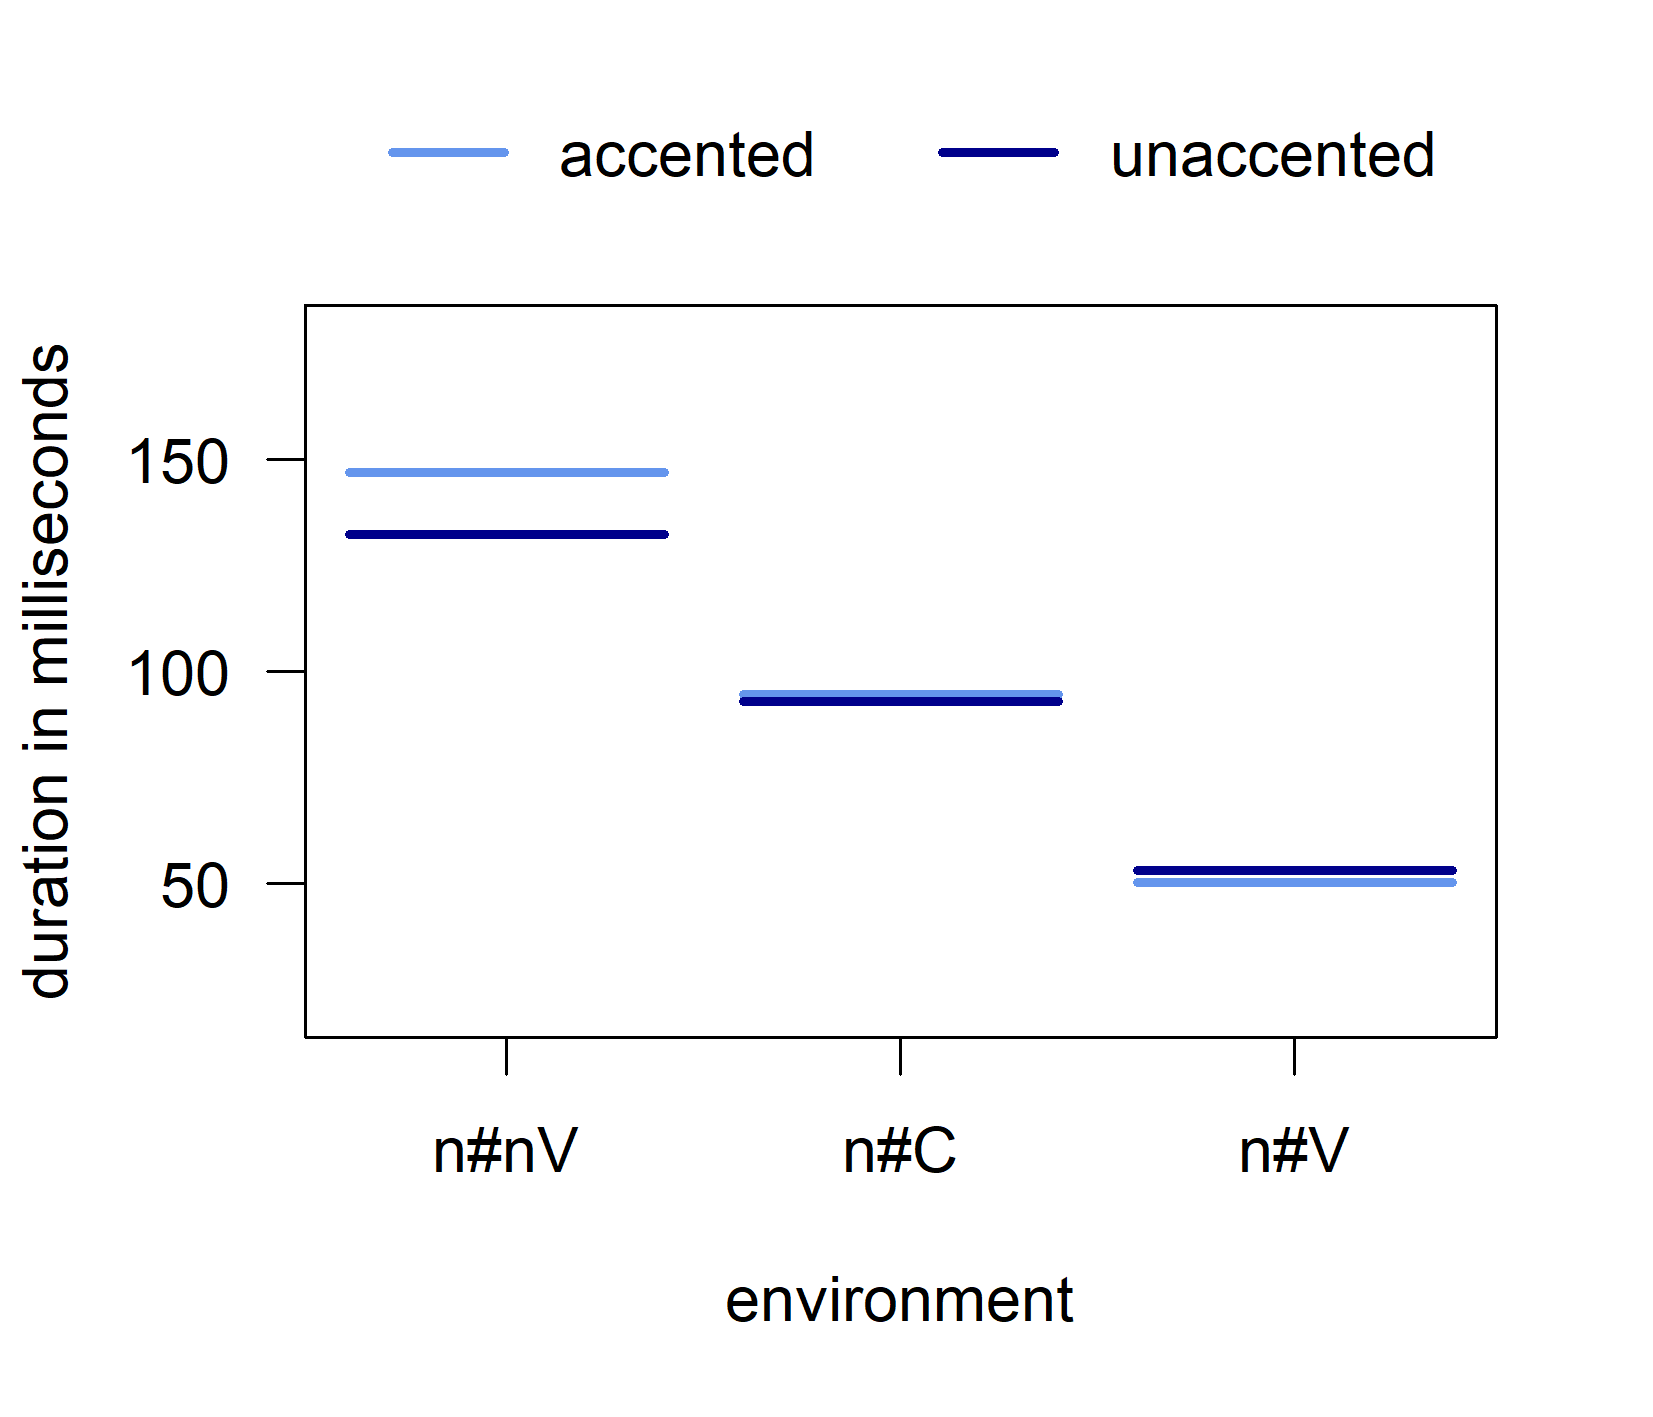 accented unaccented
duration in milliseconds
150
100
50
n#nV n#C n#V
environment